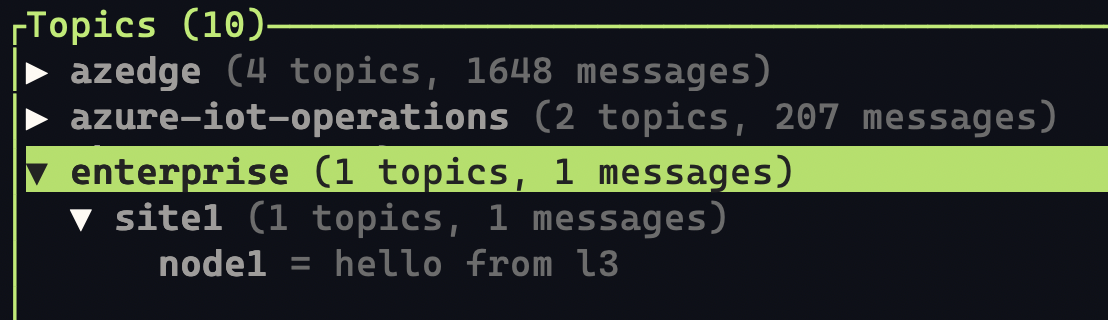 Topics (10)
▶ azedge (4 topics, 1648 messages)
▶ azure-iot-operations (2 topics, 207 messages)
▼ enterprise (1 topics, 1 messages)
▼ site1 (1 topics, 1 messages)
node1 = hello from l3